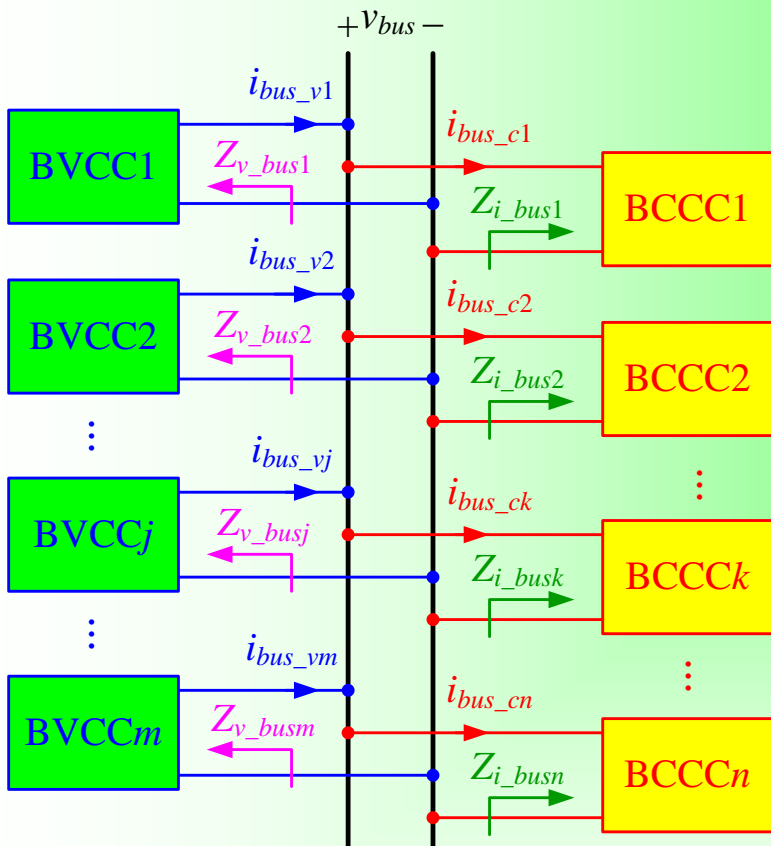 + v_bus −
i_bus_v1
BVCC1
Z_v_bus1
i_bus_c1
Z_i_bus1
BCCC1
i_bus_v2
BVCC2
Z_v_bus2
i_bus_c2
Z_i_bus2
BCCC2
⋮
i_bus_vj
BVCCj
Z_v_busj
⋮
i_bus_ck
Z_i_busk
BCCCk
⋮
i_bus_vm
BVCCm
Z_v_busm
⋮
i_bus_cn
Z_i_busn
BCCCn